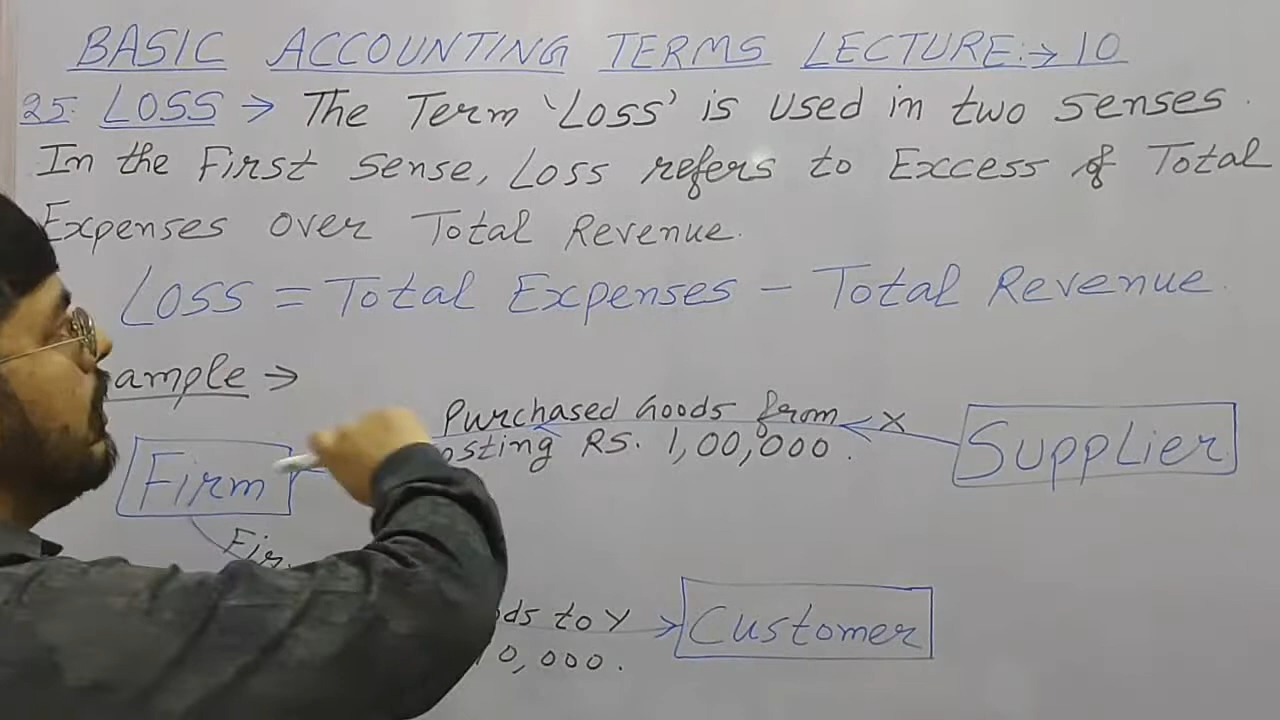 BASIC ACCOUNTING TERMS LECTURE:→ 10
25. LOSS → The Term 'Loss' is used in two senses.
In the First sense, Loss refers to Excess of Total
Expenses over Total Revenue.
Loss = Total Expenses – Total Revenue.
ample →
Purchased Goods from X
osting RS. 1,00,000.
Supplier
Firm
Fir
ds to Y
0,000.
Customer